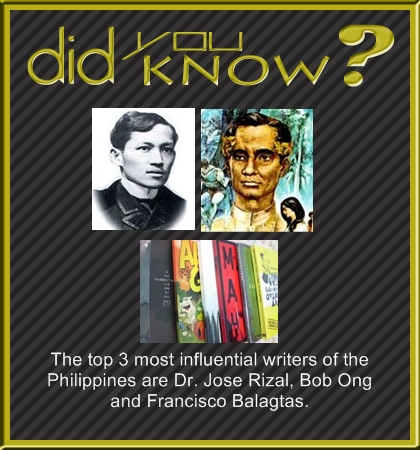 did you know?
The top 3 most influential writers of the
Philippines are Dr. Jose Rizal, Bob Ong
and Francisco Balagtas.